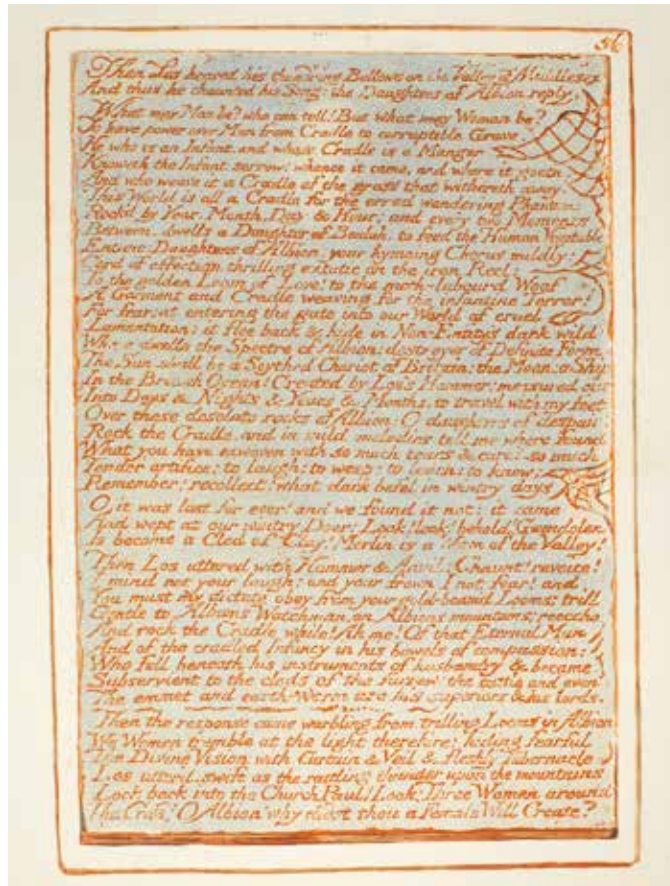 56
Then Los heaved his thund'ring Bellows on the Valley of Middlesex
And thus he chaunted his Song: the Daughters of Albion reply.
What may Man be? who can tell! But what may Woman be?
To have power over Man from Cradle to corruptible Grave.
He who is an Infant, and whose Cradle is a Manger
Knoweth the Infant sorrow: whence it came, and where it goeth:
And who weave it a Cradle of the grass that withereth away.
This World is all a Cradle for the erred wandering Phantom:
Rock'd by Year, Month, Day & Hour; and every two Moments
Between, dwells a Daughter of Beulah, to feed the Human Vegetable
Entune: Daughters of Albion, your hymning Chorus mildly!
Cord of affection thrilling extatic on the iron Reel:
To the golden Loom of Love! to the moth-labourd Woof
A Garment and Cradle weaving for the infantine Terror:
For fear; at entering the gate into our World of cruel
Lamentation: it flee back & hide in Non-Entitys dark wild
Where dwells the Spectre of Albion: destroyer of Definite Form.
The Sun shall be a Scythed Chariot of Britain: the Moon; a Ship
In the British Ocean! Created by Los's Hammer; measured out
Into Days & Nights & Years & Months, to travel with my feet
Over these desolate rocks of Albion: O daughters of despair!
Rock the Cradle, and in mild melodies tell me where found
What you have enwoven with so much tears & care? so much
Tender artifice: to laugh: to weep: to learn: to know;
Remember! recollect! what dark befel in wintry days
O it was lost for ever! and we found it not: it came
And wept at our wintry Door: Look! look! behold! Gwendolen
Is become a Clod of Clay! Merlin is a Worm of the Valley!
Then Los uttered with Hammer & Anvil: Chaunt! revoice!
I mind not your laugh: and your frown I not fear! and
You must my dictate obey from your gold-beam'd Looms; trill
Gentle to Albions Watchman, on Albions mountains; reeccho
And rock the Cradle while! Ah me! Of that Eternal Man
And of the cradled Infancy in his bowels of compassion:
Who fell beneath his instruments of husbandry & became
Subservient to the clods of the furrow! the cattle and even
The emmet and earth-Worm are his superiors & his lords.
Then the response came warbling from trilling Looms in Albion
We Women tremble at the light therefore: hiding fearful
The Divine Vision with Curtain & Veil & fleshly Tabernacle
Los utterd: swift as the rattling thunder upon the mountains
Look back into the Church Paul! Look! Three Women around
The Cross! O Albion why didst thou a Female Will Create?